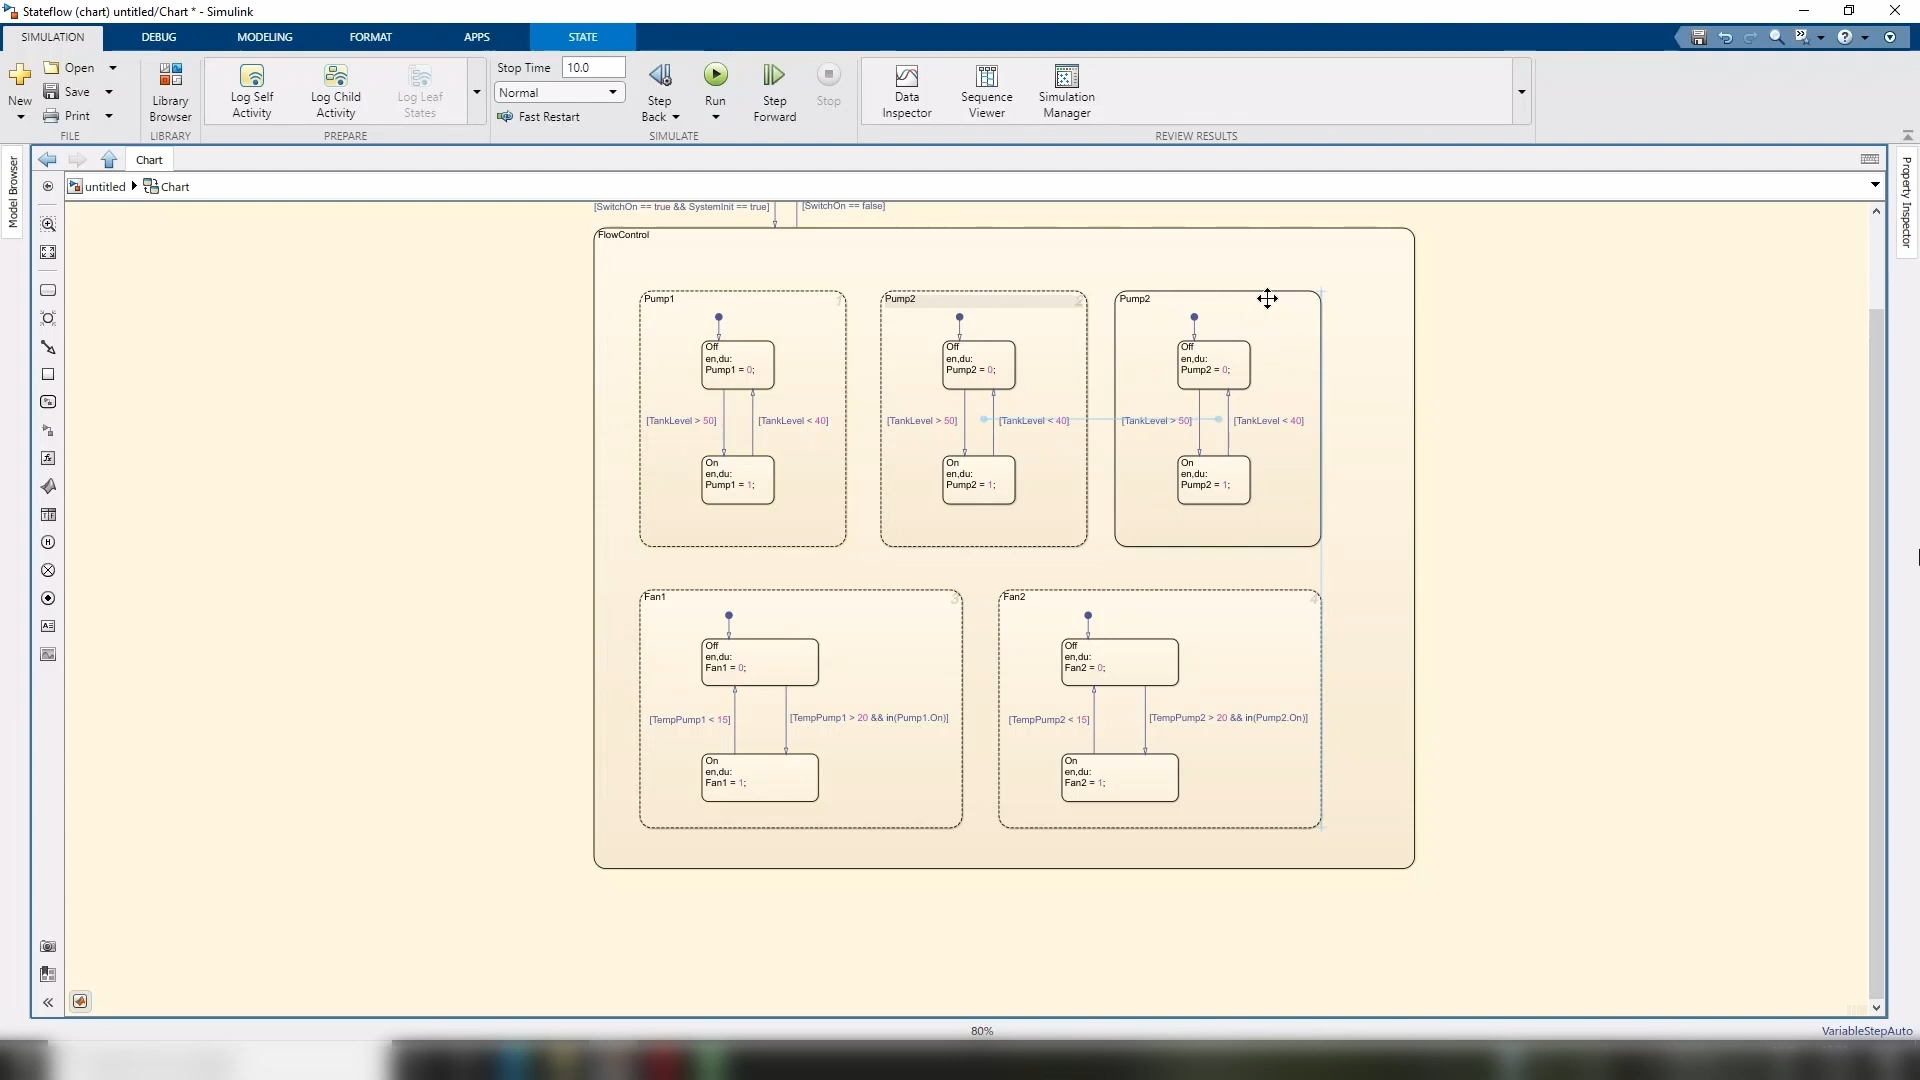 Stateflow (chart) untitled/Chart * - Simulink
SIMULATION DEBUG MODELING FORMAT APPS STATE
New
Open
Save
Print
FILE
Library Browser
LIBRARY
Log Self Activity
Log Child Activity
Log Leaf States
PREPARE
Stop Time 10.0
Normal
Fast Restart
Step Back
Run
Step Forward
Stop
SIMULATE
Data Inspector
Sequence Viewer
Simulation Manager
REVIEW RESULTS
Model Browser
Chart
untitled Chart
Property Inspector
[SwitchOn == true && SystemInit == true] [SwitchOn == false]
FlowControl
Pump1 1
Off
en,du:
Pump1 = 0;
[TankLevel > 50] [TankLevel < 40]
On
en,du:
Pump1 = 1;
Pump2 2
Off
en,du:
Pump2 = 0;
[TankLevel > 50] [TankLevel < 40]
On
en,du:
Pump2 = 1;
Pump2
Off
en,du:
Pump2 = 0;
[TankLevel > 50] [TankLevel < 40]
On
en,du:
Pump2 = 1;
Fan1 3
Off
en,du:
Fan1 = 0;
[TempPump1 < 15] [TempPump1 > 20 && in(Pump1.On)]
On
en,du:
Fan1 = 1;
Fan2 4
Off
en,du:
Fan2 = 0;
[TempPump2 < 15] [TempPump2 > 20 && in(Pump2.On)]
On
en,du:
Fan2 = 1;
80%
VariableStepAuto